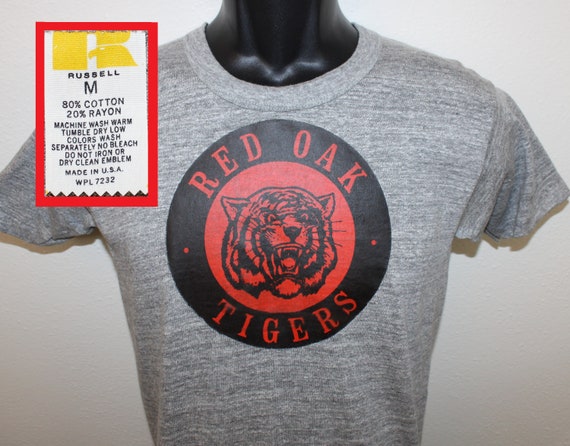 RUSSELL
M
80% COTTON
20% RAYON
MACHINE WASH WARM
TUMBLE DRY LOW
COLORS WASH
SEPARATELY NO BLEACH
DO NOT IRON OR
DRY CLEAN EMBLEM
MADE IN U.S.A.
WPL 7232
RED OAK
TIGERS